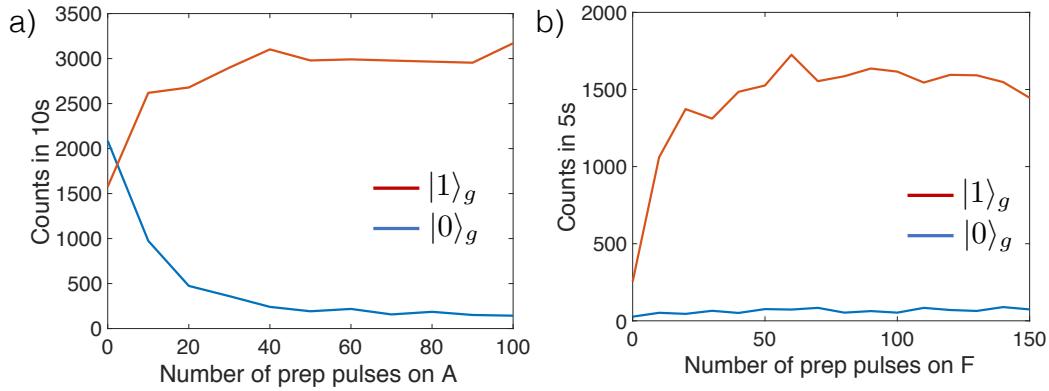 a)
3500
3000
2500
2000
1500
1000
500
0
Counts in 10s
|1⟩g
|0⟩g
0 20 40 60 80 100
Number of prep pulses on A
b)
2000
1500
1000
500
0
Counts in 5s
|1⟩g
|0⟩g
0 50 100 150
Number of prep pulses on F